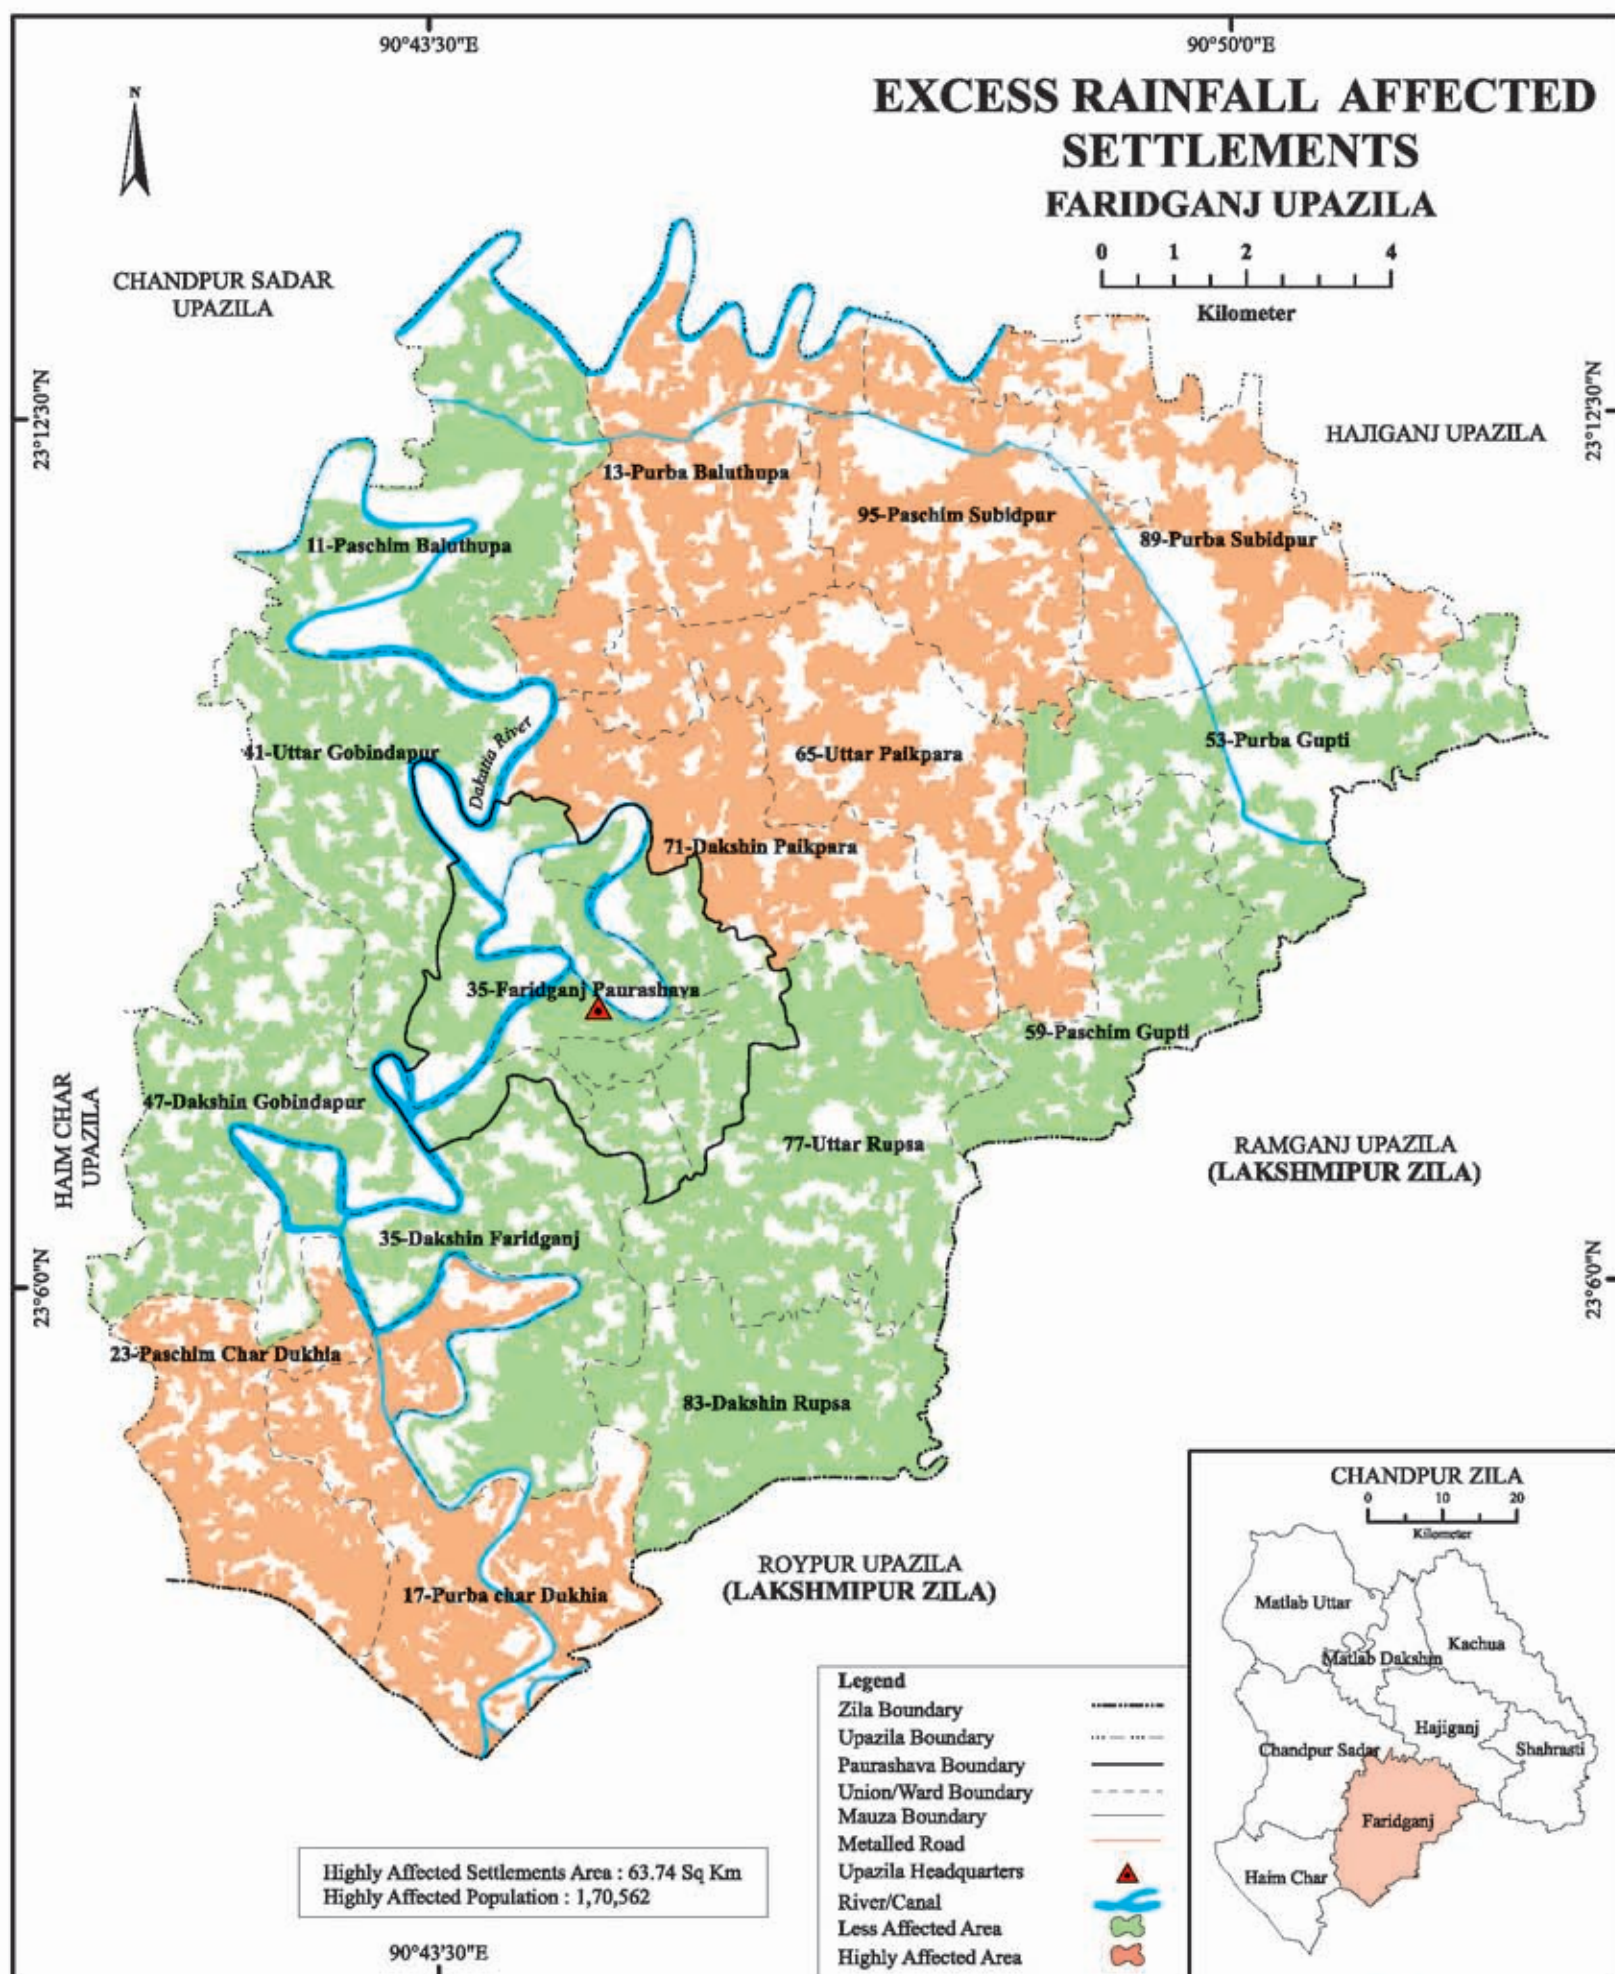 90°43'30"E
90°50'0"E
N
EXCESS RAINFALL AFFECTED
SETTLEMENTS
FARIDGANJ UPAZILA
0 1 2 4
Kilometer
CHANDPUR SADAR
UPAZILA
23°12'30"N
23°12'30"N
HAJIGANJ UPAZILA
13-Purba Baluthupa
95-Paschim Subidpur
89-Purba Subidpur
11-Paschim Baluthupa
41-Uttar Gobindapur
Dakatia River
65-Uttar Paikpara
53-Purba Gupti
71-Dakshin Paikpara
35-Faridganj Paurashava
59-Paschim Gupti
HAIM CHAR
UPAZILA
47-Dakshin Gobindapur
77-Uttar Rupsa
RAMGANJ UPAZILA
(LAKSHMIPUR ZILA)
35-Dakshin Faridganj
23°6'0"N
23°6'0"N
23-Paschim Char Dukhia
83-Dakshin Rupsa
17-Purba char Dukhia
ROYPUR UPAZILA
(LAKSHMIPUR ZILA)
CHANDPUR ZILA
0 10 20
Kilometer
Matlab Uttar
Kachua
Matlab Dakshin
Hajiganj
Chandpur Sadar
Shahrasti
Faridganj
Haim Char
Legend
Zila Boundary
Upazila Boundary
Paurashava Boundary
Union/Ward Boundary
Mauza Boundary
Metalled Road
Upazila Headquarters
River/Canal
Less Affected Area
Highly Affected Area
Highly Affected Settlements Area : 63.74 Sq Km
Highly Affected Population : 1,70,562
90°43'30"E